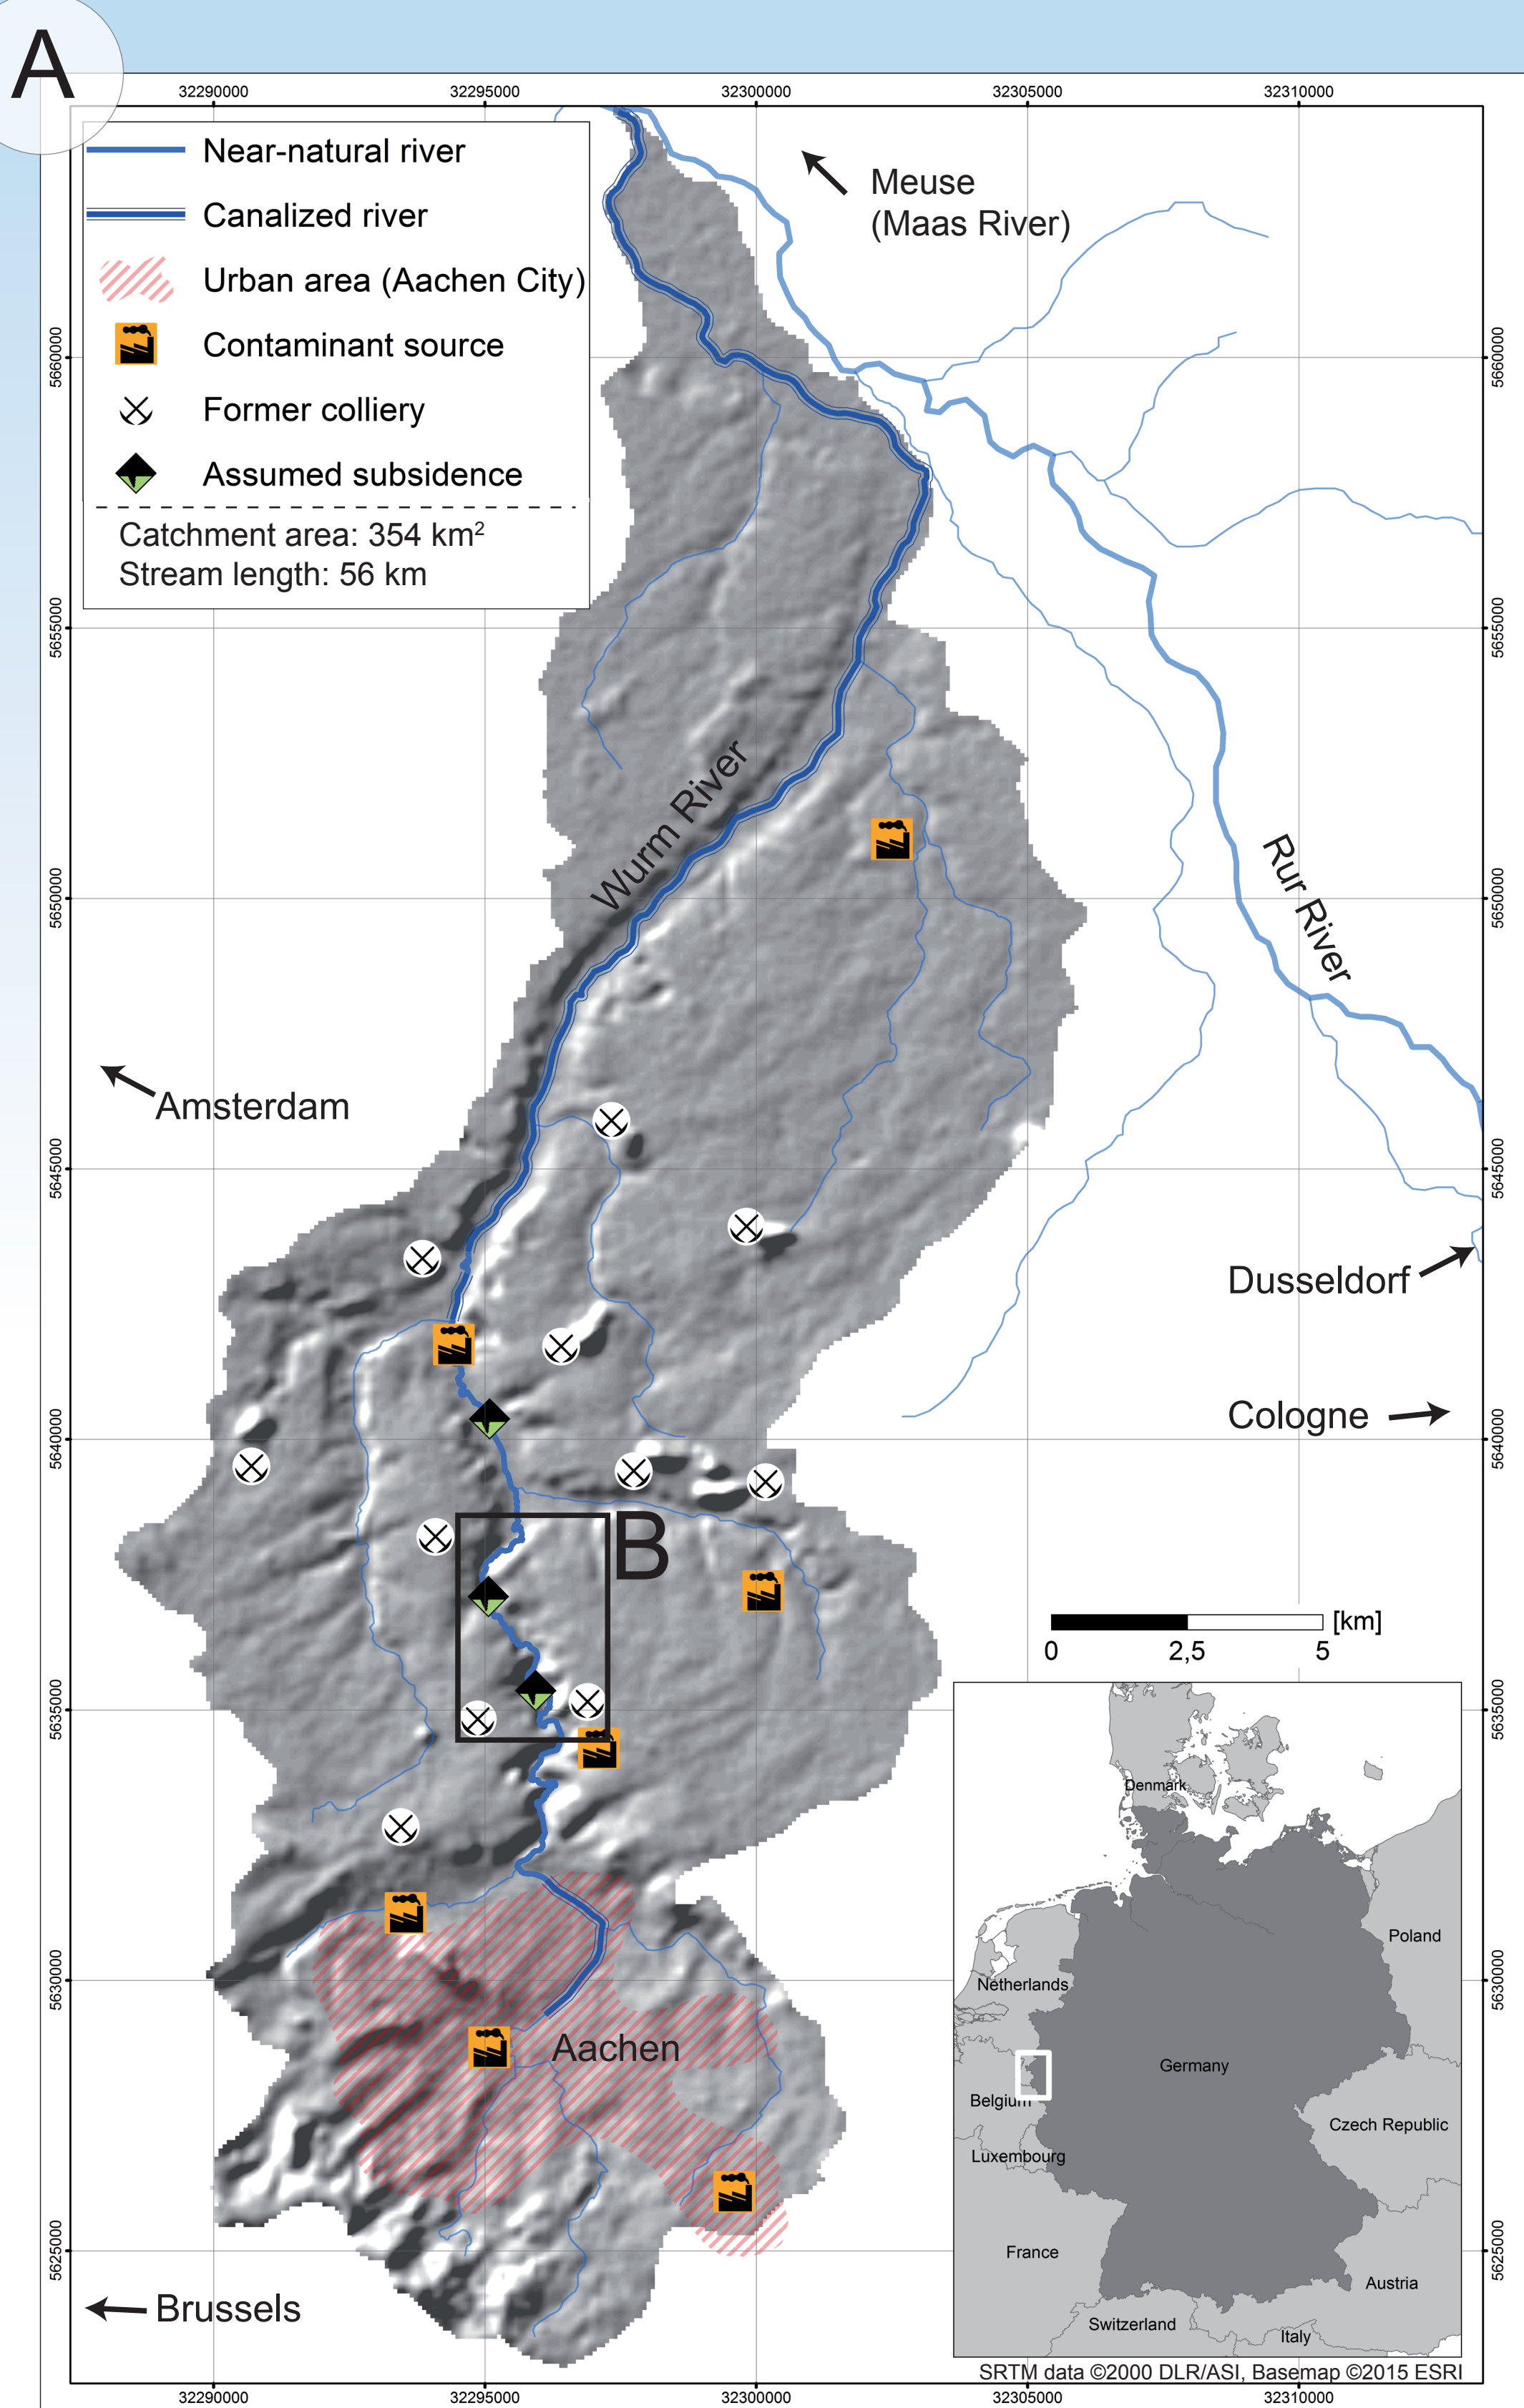 A
32290000 32295000 32300000 32305000 32310000
Near-natural river
Canalized river
Urban area (Aachen City)
Contaminant source
Former colliery
Assumed subsidence
Catchment area: 354 km²
Stream length: 56 km
Meuse
(Maas River)
5660000 5660000
5655000 5655000
Wurm River
Rur River
5650000 5650000
Amsterdam
5645000 5645000
Dusseldorf
Cologne
5640000 5640000
B
[km]
0 2,5 5
5635000 5635000
Denmark
Poland
Netherlands
5630000 5630000
Aachen
Germany
Belgium
Czech Republic
Luxembourg
France
5625000 5625000
Austria
Brussels
Switzerland
Italy
SRTM data ©2000 DLR/ASI, Basemap ©2015 ESRI
32290000 32295000 32300000 32305000 32310000